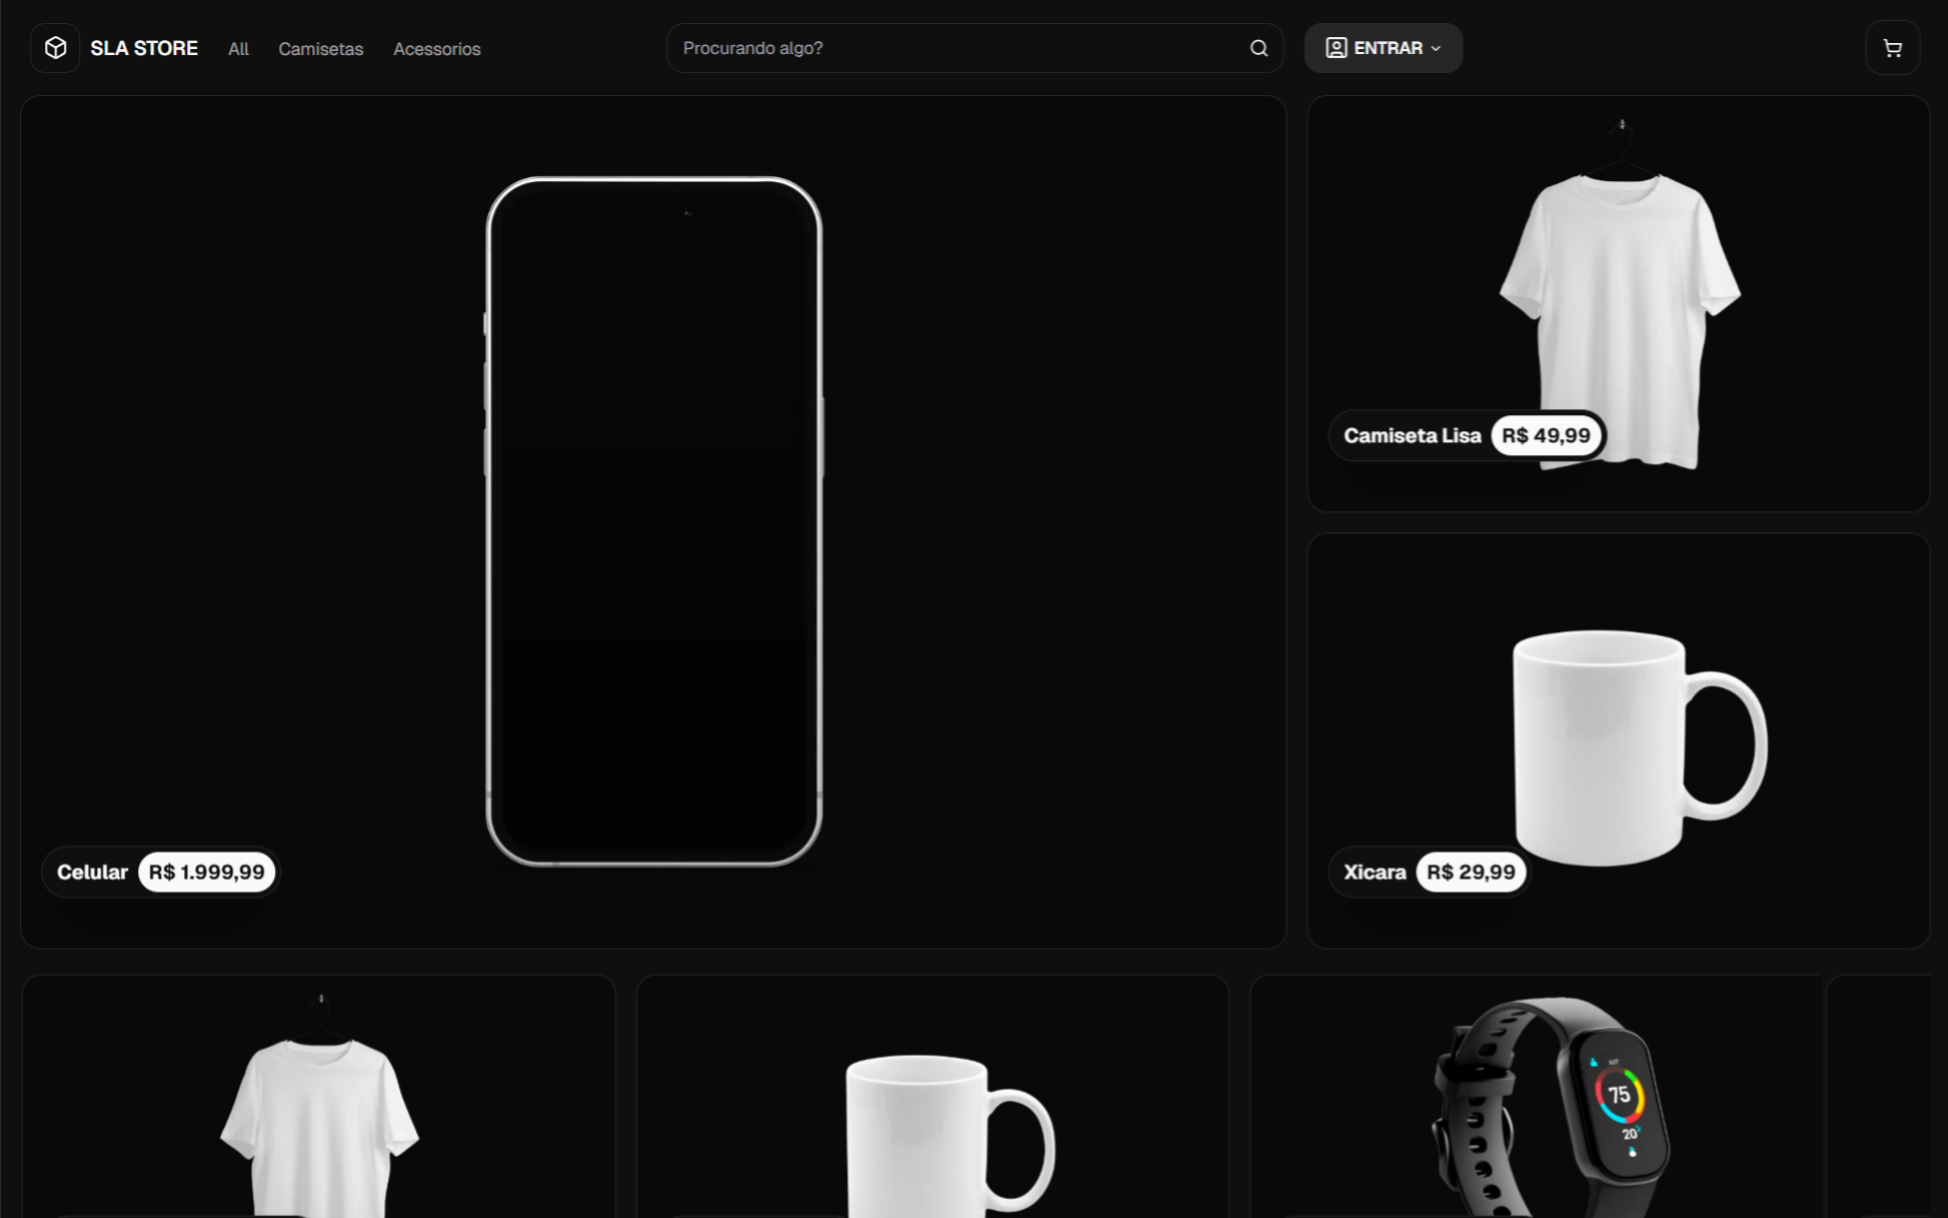 SLA STORE
All
Camisetas
Acessorios
Procurando algo?
ENTRAR
Camiseta Lisa
R$ 49,99
Celular
R$ 1.999,99
Xicara
R$ 29,99
75
20